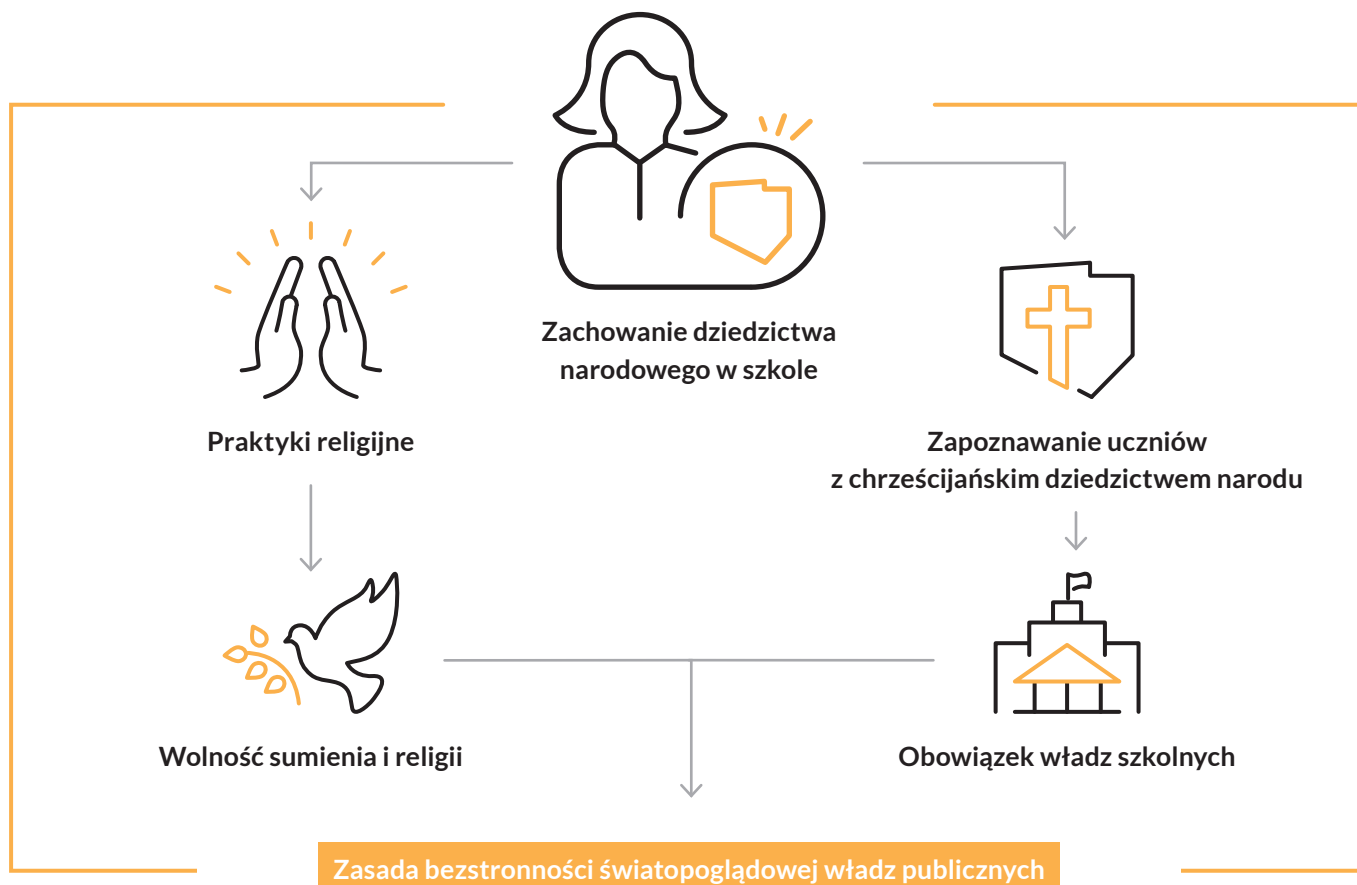 Zachowanie dziedzictwa
narodowego w szkole
Praktyki religijne
Zapoznawanie uczniów
z chrześcijańskim dziedzictwem narodu
Wolność sumienia i religii
Obowiązek władz szkolnych
Zasada bezstronności światopoglądowej władz publicznych